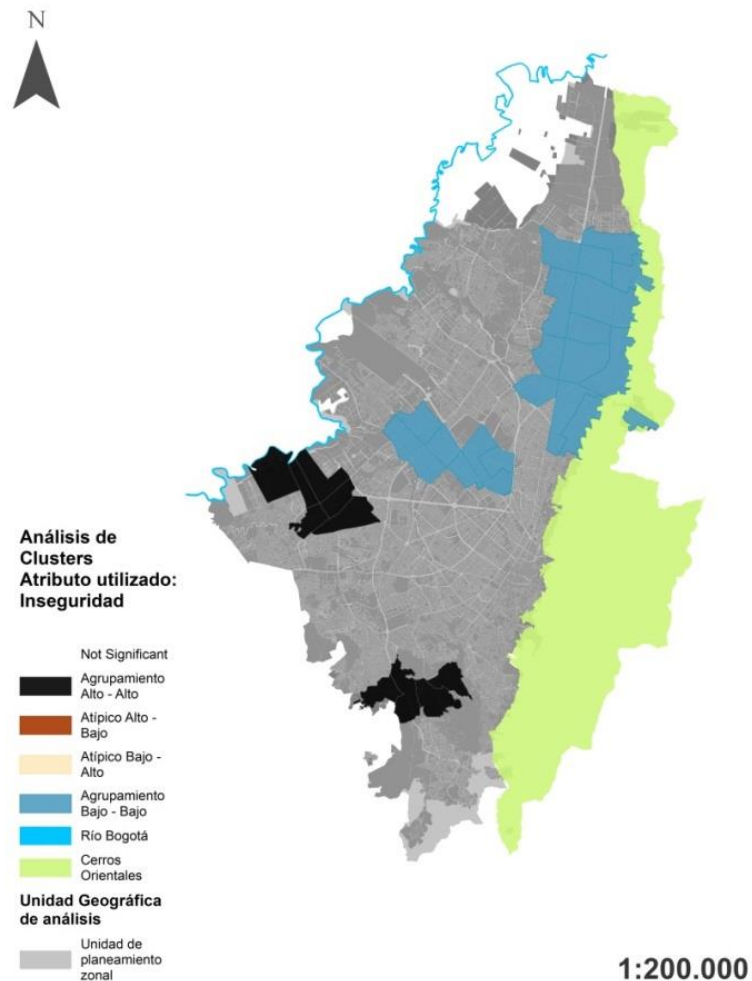 N
Análisis de
Clusters
Atributo utilizado:
Inseguridad
Not Significant
Agrupamiento
Alto - Alto
Atípico Alto -
Bajo
Atípico Bajo -
Alto
Agrupamiento
Bajo - Bajo
Río Bogotá
Cerros
Orientales
Unidad Geográfica
de análisis
Unidad de
planeamiento
zonal
1:200.000